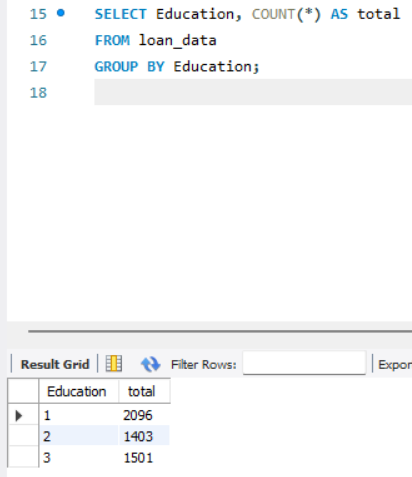 15 SELECT Education, COUNT(*) AS total
16 FROM loan_data
17 GROUP BY Education;
18
Result Grid Filter Rows: Expor
Education total
1 2096
2 1403
3 1501